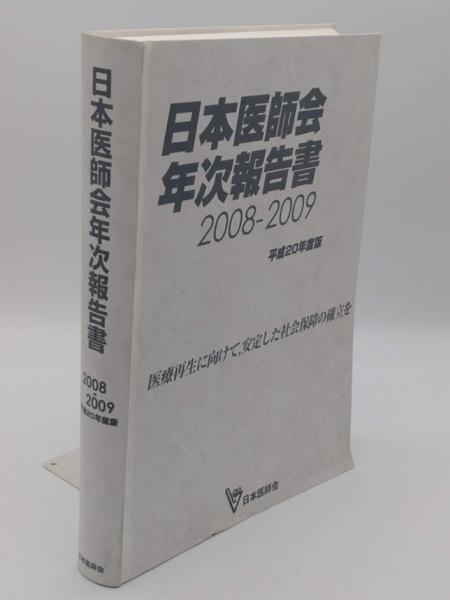 日本医師会年次報告書
2008
-
2009
平成20年度版
日本医師会
日本医師会
年次報告書
2008-2009
平成20年度版
医療再生に向けて,安定した社会保障の確立を
日本医師会